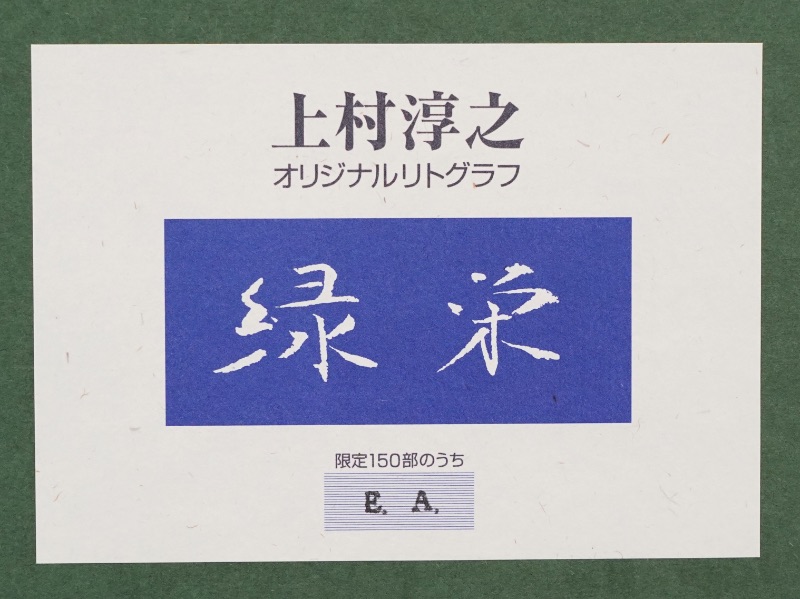 上村淳之
オリジナルリトグラフ
緑栄
限定150部のうち
E. A.